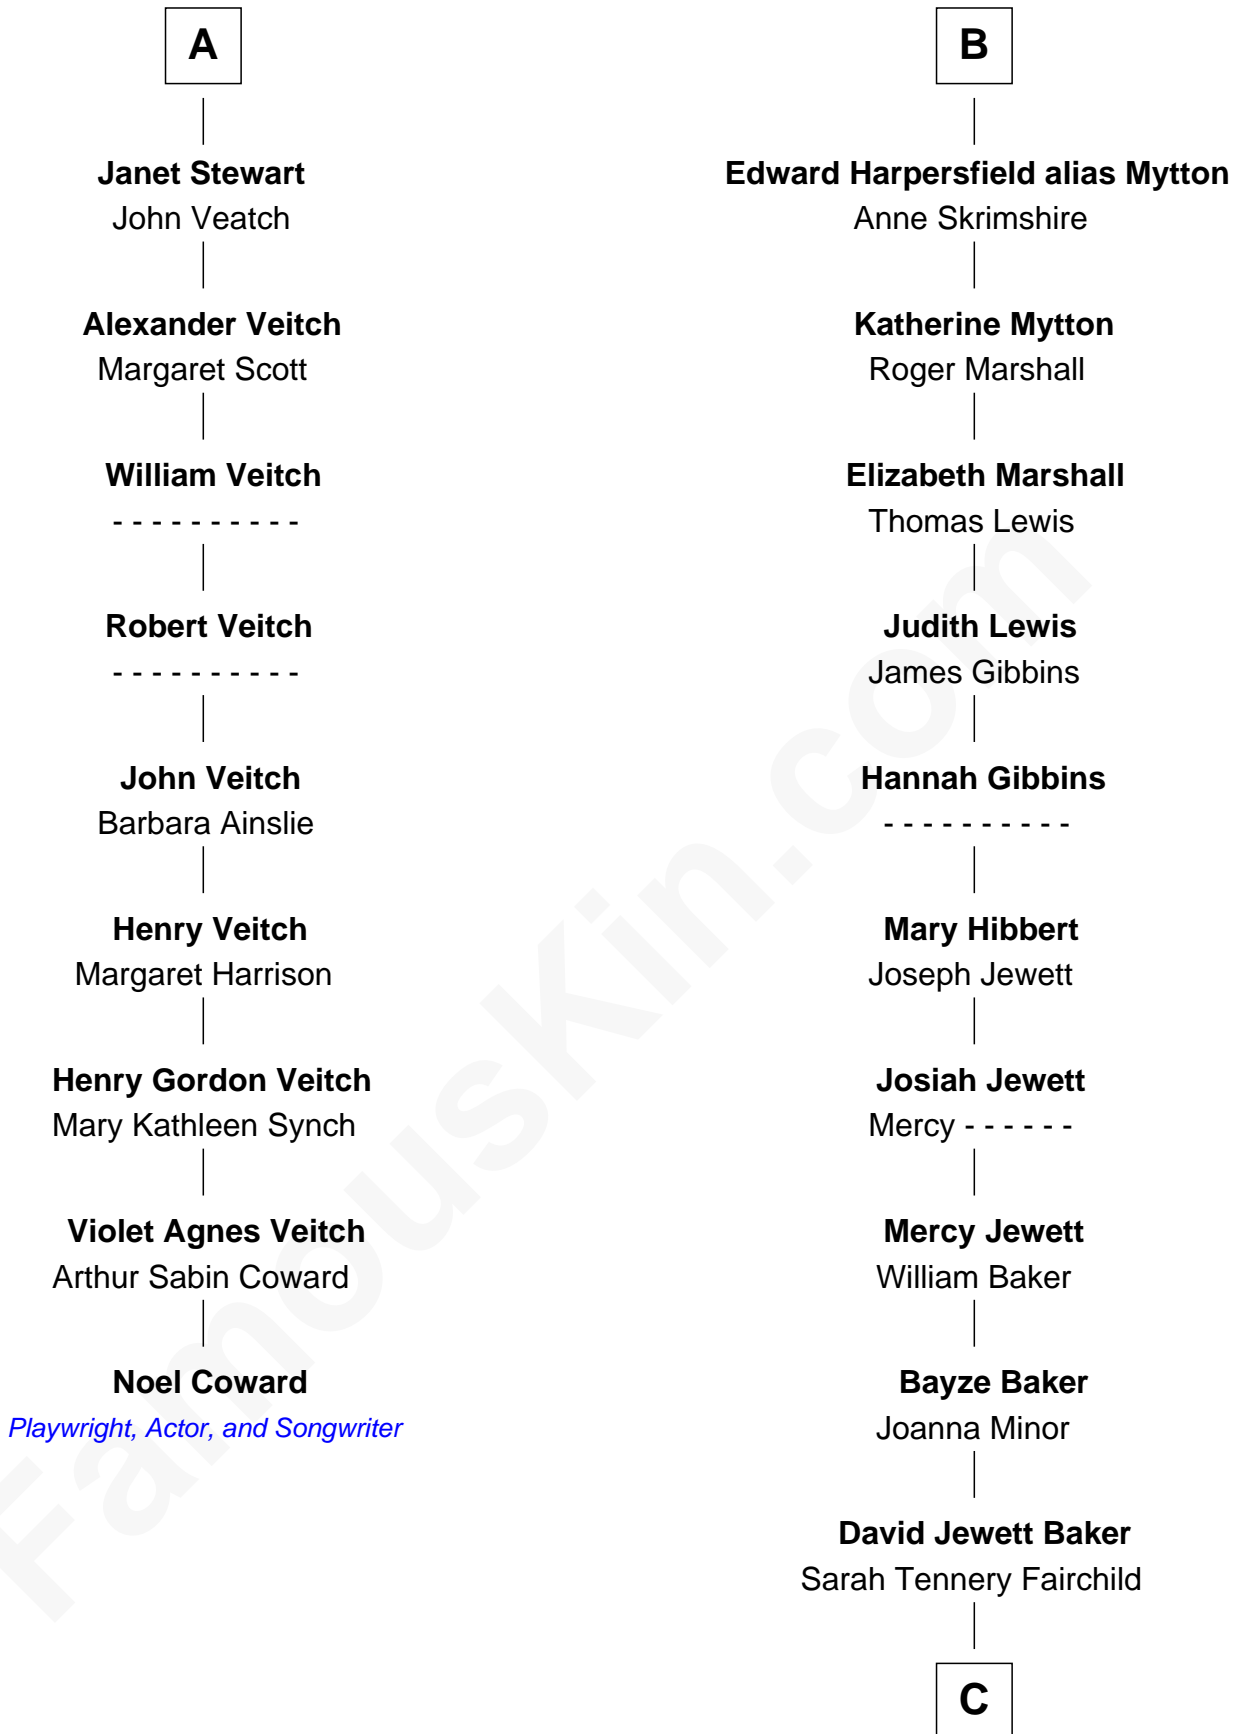 A
Janet Stewart
John Veatch
Alexander Veitch
Margaret Scott
William Veitch
- - - - - - - - - -
Robert Veitch
- - - - - - - - - -
John Veitch
Barbara Ainslie
Henry Veitch
Margaret Harrison
Henry Gordon Veitch
Mary Kathleen Synch
Violet Agnes Veitch
Arthur Sabin Coward
Noel Coward
Playwright, Actor, and Songwriter
B
Edward Harpersfield alias Mytton
Anne Skrimshire
Katherine Mytton
Roger Marshall
Elizabeth Marshall
Thomas Lewis
Judith Lewis
James Gibbins
Hannah Gibbins
- - - - - - - - - -
Mary Hibbert
Joseph Jewett
Josiah Jewett
Mercy - - - - - -
Mercy Jewett
William Baker
Bayze Baker
Joanna Minor
David Jewett Baker
Sarah Tennery Fairchild
C
FamousKin.com